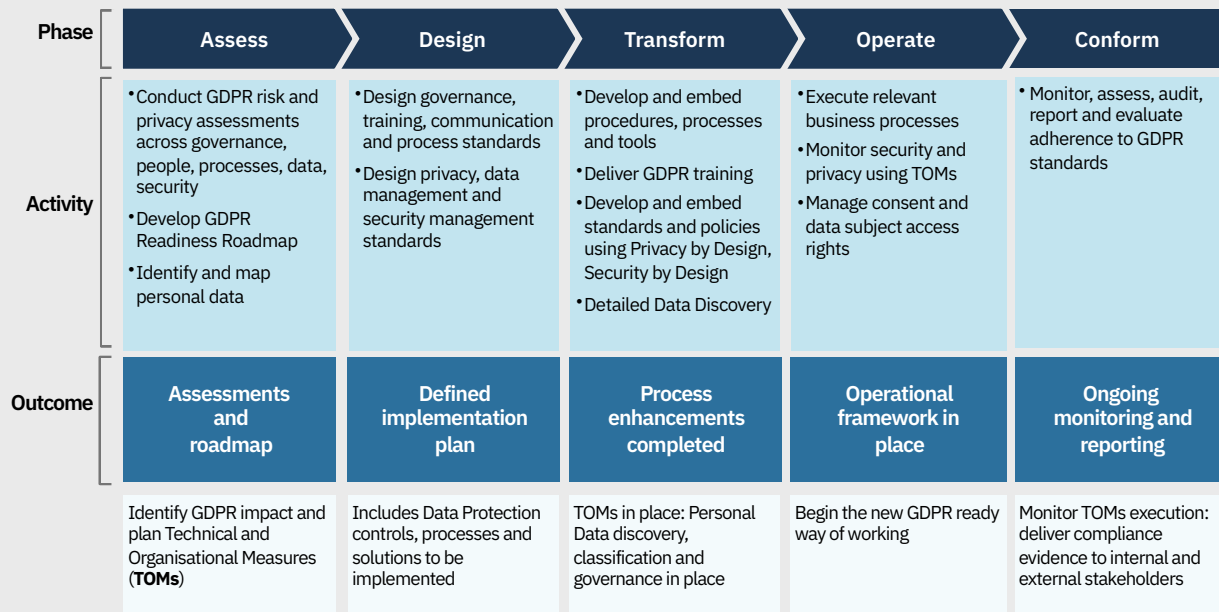 Phase
Assess
Design
Transform
Operate
Conform
Activity
•Conduct GDPR risk and
privacy assessments
across governance,
people, processes, data,
security
•Develop GDPR
Readiness Roadmap
•Identify and map
personal data
•Design governance,
training, communication
and process standards
•Design privacy, data
management and
security management
standards
•Develop and embed
procedures, processes
and tools
•Deliver GDPR training
•Develop and embed
standards and policies
using Privacy by Design,
Security by Design
•Detailed Data Discovery
•Execute relevant
business processes
•Monitor security and
privacy using TOMs
•Manage consent and
data subject access
rights
• Monitor, assess, audit,
report and evaluate
adherence to GDPR
standards
Outcome
Assessments
and
roadmap
Defined
implementation
plan
Process
enhancements
completed
Operational
framework in
place
Ongoing
monitoring and
reporting
Identify GDPR impact and
plan Technical and
Organisational Measures
(TOMs)
Includes Data Protection
controls, processes and
solutions to be
implemented
TOMs in place: Personal
Data discovery,
classification and
governance in place
Begin the new GDPR ready
way of working
Monitor TOMs execution:
deliver compliance
evidence to internal and
external stakeholders